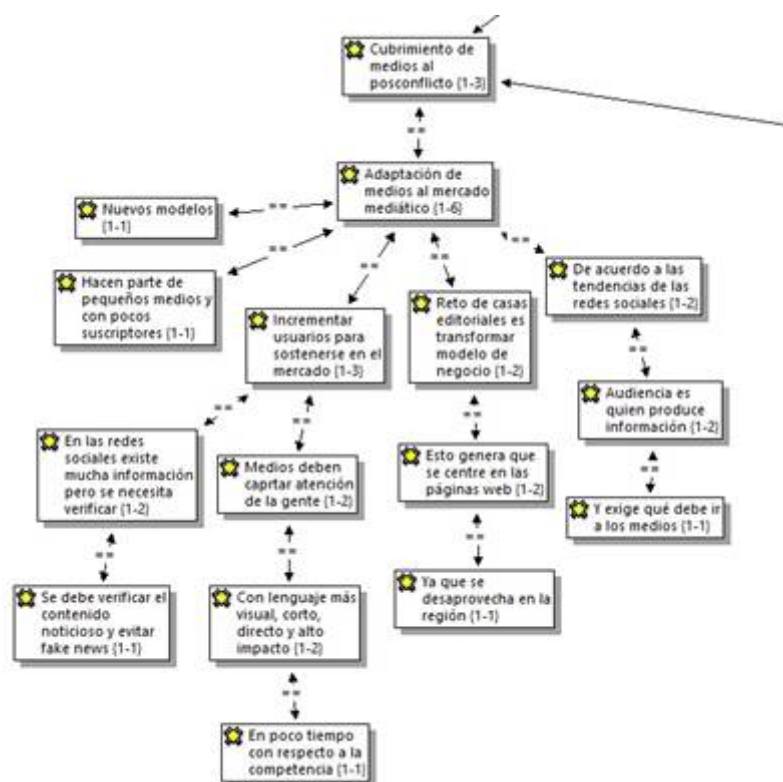 Cubrimiento de
medios al
posconflicto {1-3}
==
Adaptación de
medios al mercado
mediático {1-6}
==
Nuevos modelos
{1-1}
==
Hacen parte de
pequeños medios y
con pocos
suscriptores {1-1}
==
Incrementar
usuarios para
sostenerse en el
mercado {1-3}
==
Reto de casas
editoriales es
transformar
modelo de
negocio {1-2}
==
De acuerdo a las
tendencias de las
redes sociales {1-2}
==
En las redes
sociales existe
mucha información
pero se necesita
verificar {1-2}
==
Medios deben
caprtar atención
de la gente {1-2}
==
Esto genera que
se centre en las
páginas web {1-2}
==
Audiencia es
quien produce
información {1-2}
==
Y exige qué debe ir
a los medios {1-1}
==
Se debe verificar el
contenido
noticioso y evitar
fake news {1-1}
==
Con lenguaje más
visual, corto,
directo y alto
impacto {1-2}
==
Ya que se
desaprovecha en la
región {1-1}
==
En poco tiempo
con respecto a la
competencia {1-1}